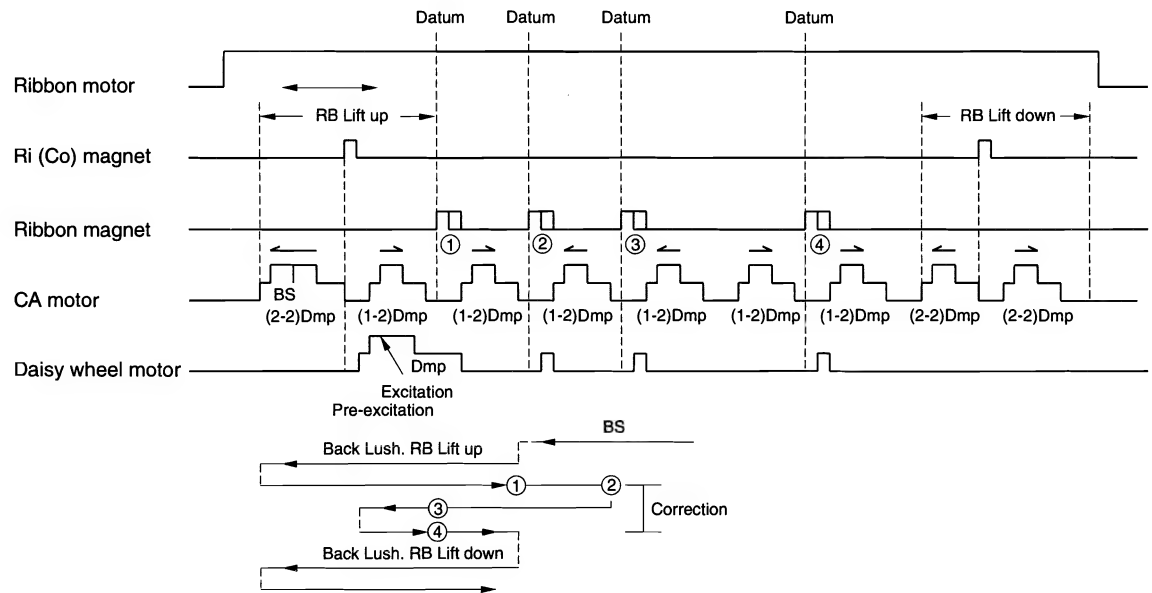 Datum Datum Datum Datum
Ribbon motor
RB Lift up RB Lift down
Ri (Co) magnet
Ribbon magnet
① ② ③ ④
CA motor
BS
(2-2)Dmp (1-2)Dmp (1-2)Dmp (1-2)Dmp (1-2)Dmp (1-2)Dmp (1-2)Dmp (2-2)Dmp (2-2)Dmp
Daisy wheel motor
Dmp
Excitation
Pre-excitation
BS
Back Lush. RB Lift up
① ②
③
Correction
④
Back Lush. RB Lift down